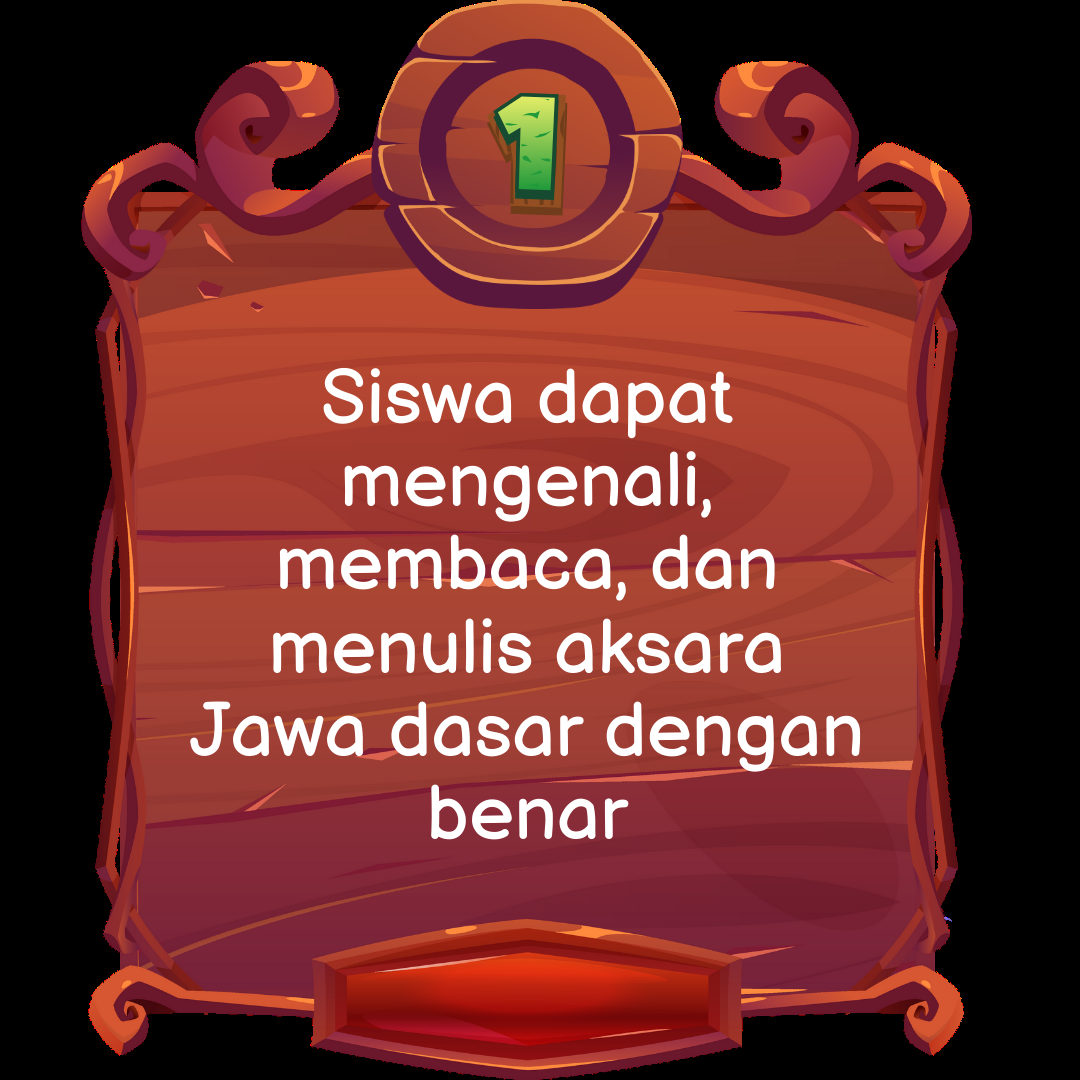 1
Siswa dapat
mengenali,
membaca, dan
menulis aksara
Jawa dasar dengan
benar